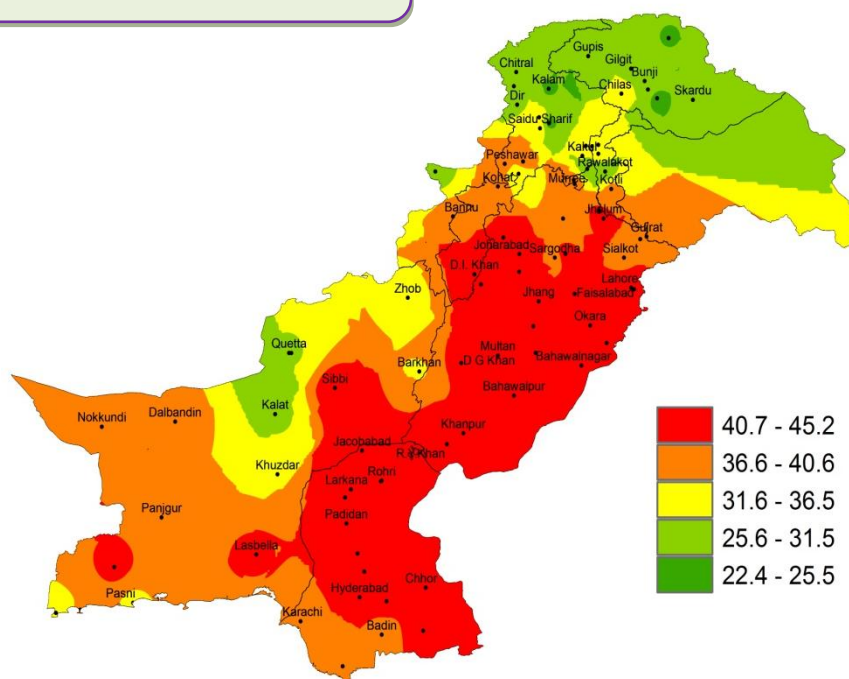 Gupis
Gilgit
Chitral
Bunji
Kalam
Chilas
Skardu
Dir
Saidu Sharif
Kakul
Peshawar
Rawalakot
Kohat
Kotli
Bannu
Jhelum
Gujrat
Joharabad
Sargodha
Sialkot
D.I. Khan
Lahore
Zhob
Jhang
Faisalabad
Okara
Quetta
Multan
Barkhan
D G Khan
Bahawalnagar
Sibbi
Bahawalpur
Kalat
Nokkundi
Dalbandin
Khanpur
Jacobabad
Khuzdar
Rohri
Larkana
Panjgur
Padidan
Lasbella
Chhor
Hyderabad
Pasni
Karachi
Badin
40.7 - 45.2
36.6 - 40.6
31.6 - 36.5
25.6 - 31.5
22.4 - 25.5